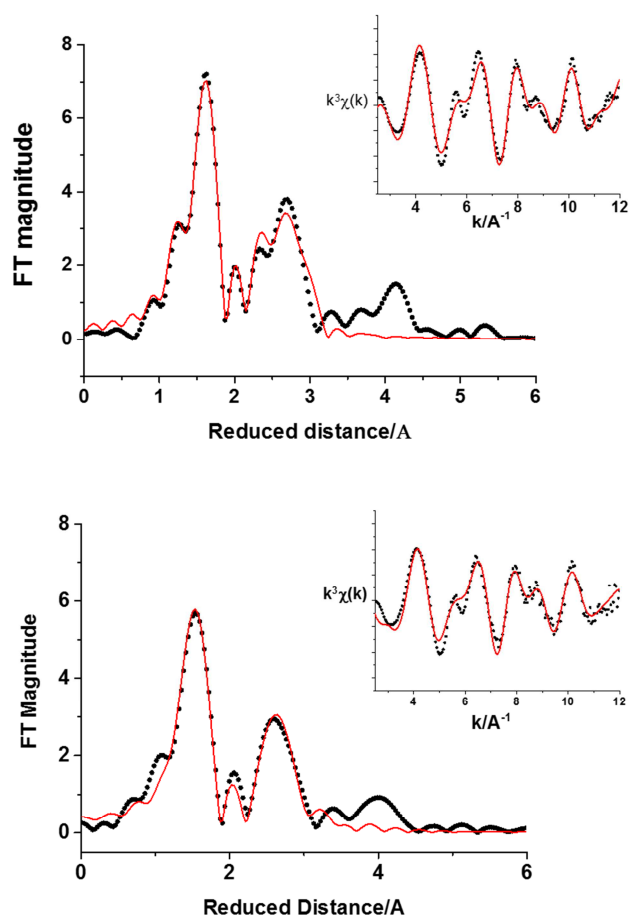 8
6
4
2
0
FT magnitude
0 1 2 3 4 5 6
Reduced distance/A
k³χ(k)
4 6 8 10 12
k/A⁻¹
8
6
4
2
0
FT Magnitude
0 2 4 6
Reduced Distance/A
k³χ(k)
4 6 8 10 12
k/A⁻¹